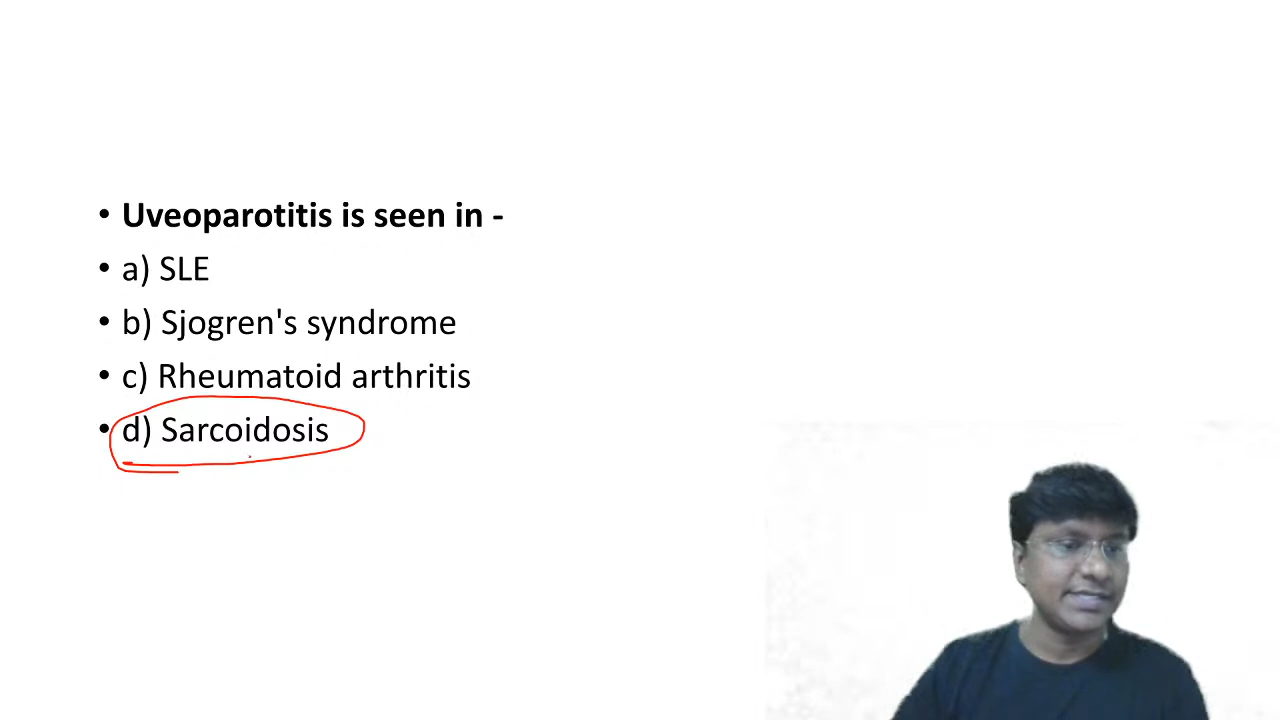 • Uveoparotitis is seen in -
• a) SLE
• b) Sjogren's syndrome
• c) Rheumatoid arthritis
• d) Sarcoidosis